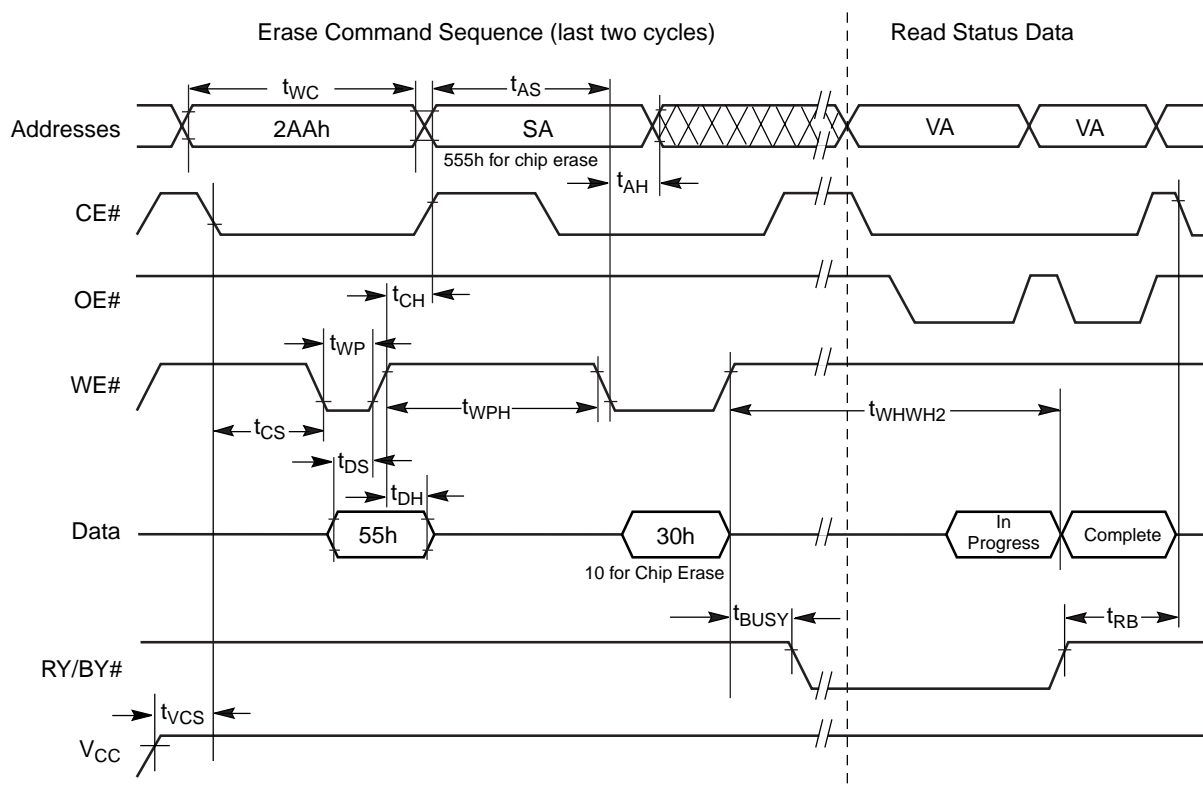 Erase Command Sequence (last two cycles)
Read Status Data
tWC
tAS
Addresses
2AAh
SA
VA
VA
555h for chip erase
tAH
CE#
OE#
tCH
tWP
WE#
tWPH
tWHWH2
tCS
tDS
tDH
Data
55h
30h
In
Progress
Complete
10 for Chip Erase
tBUSY
tRB
RY/BY#
tVCS
VCC